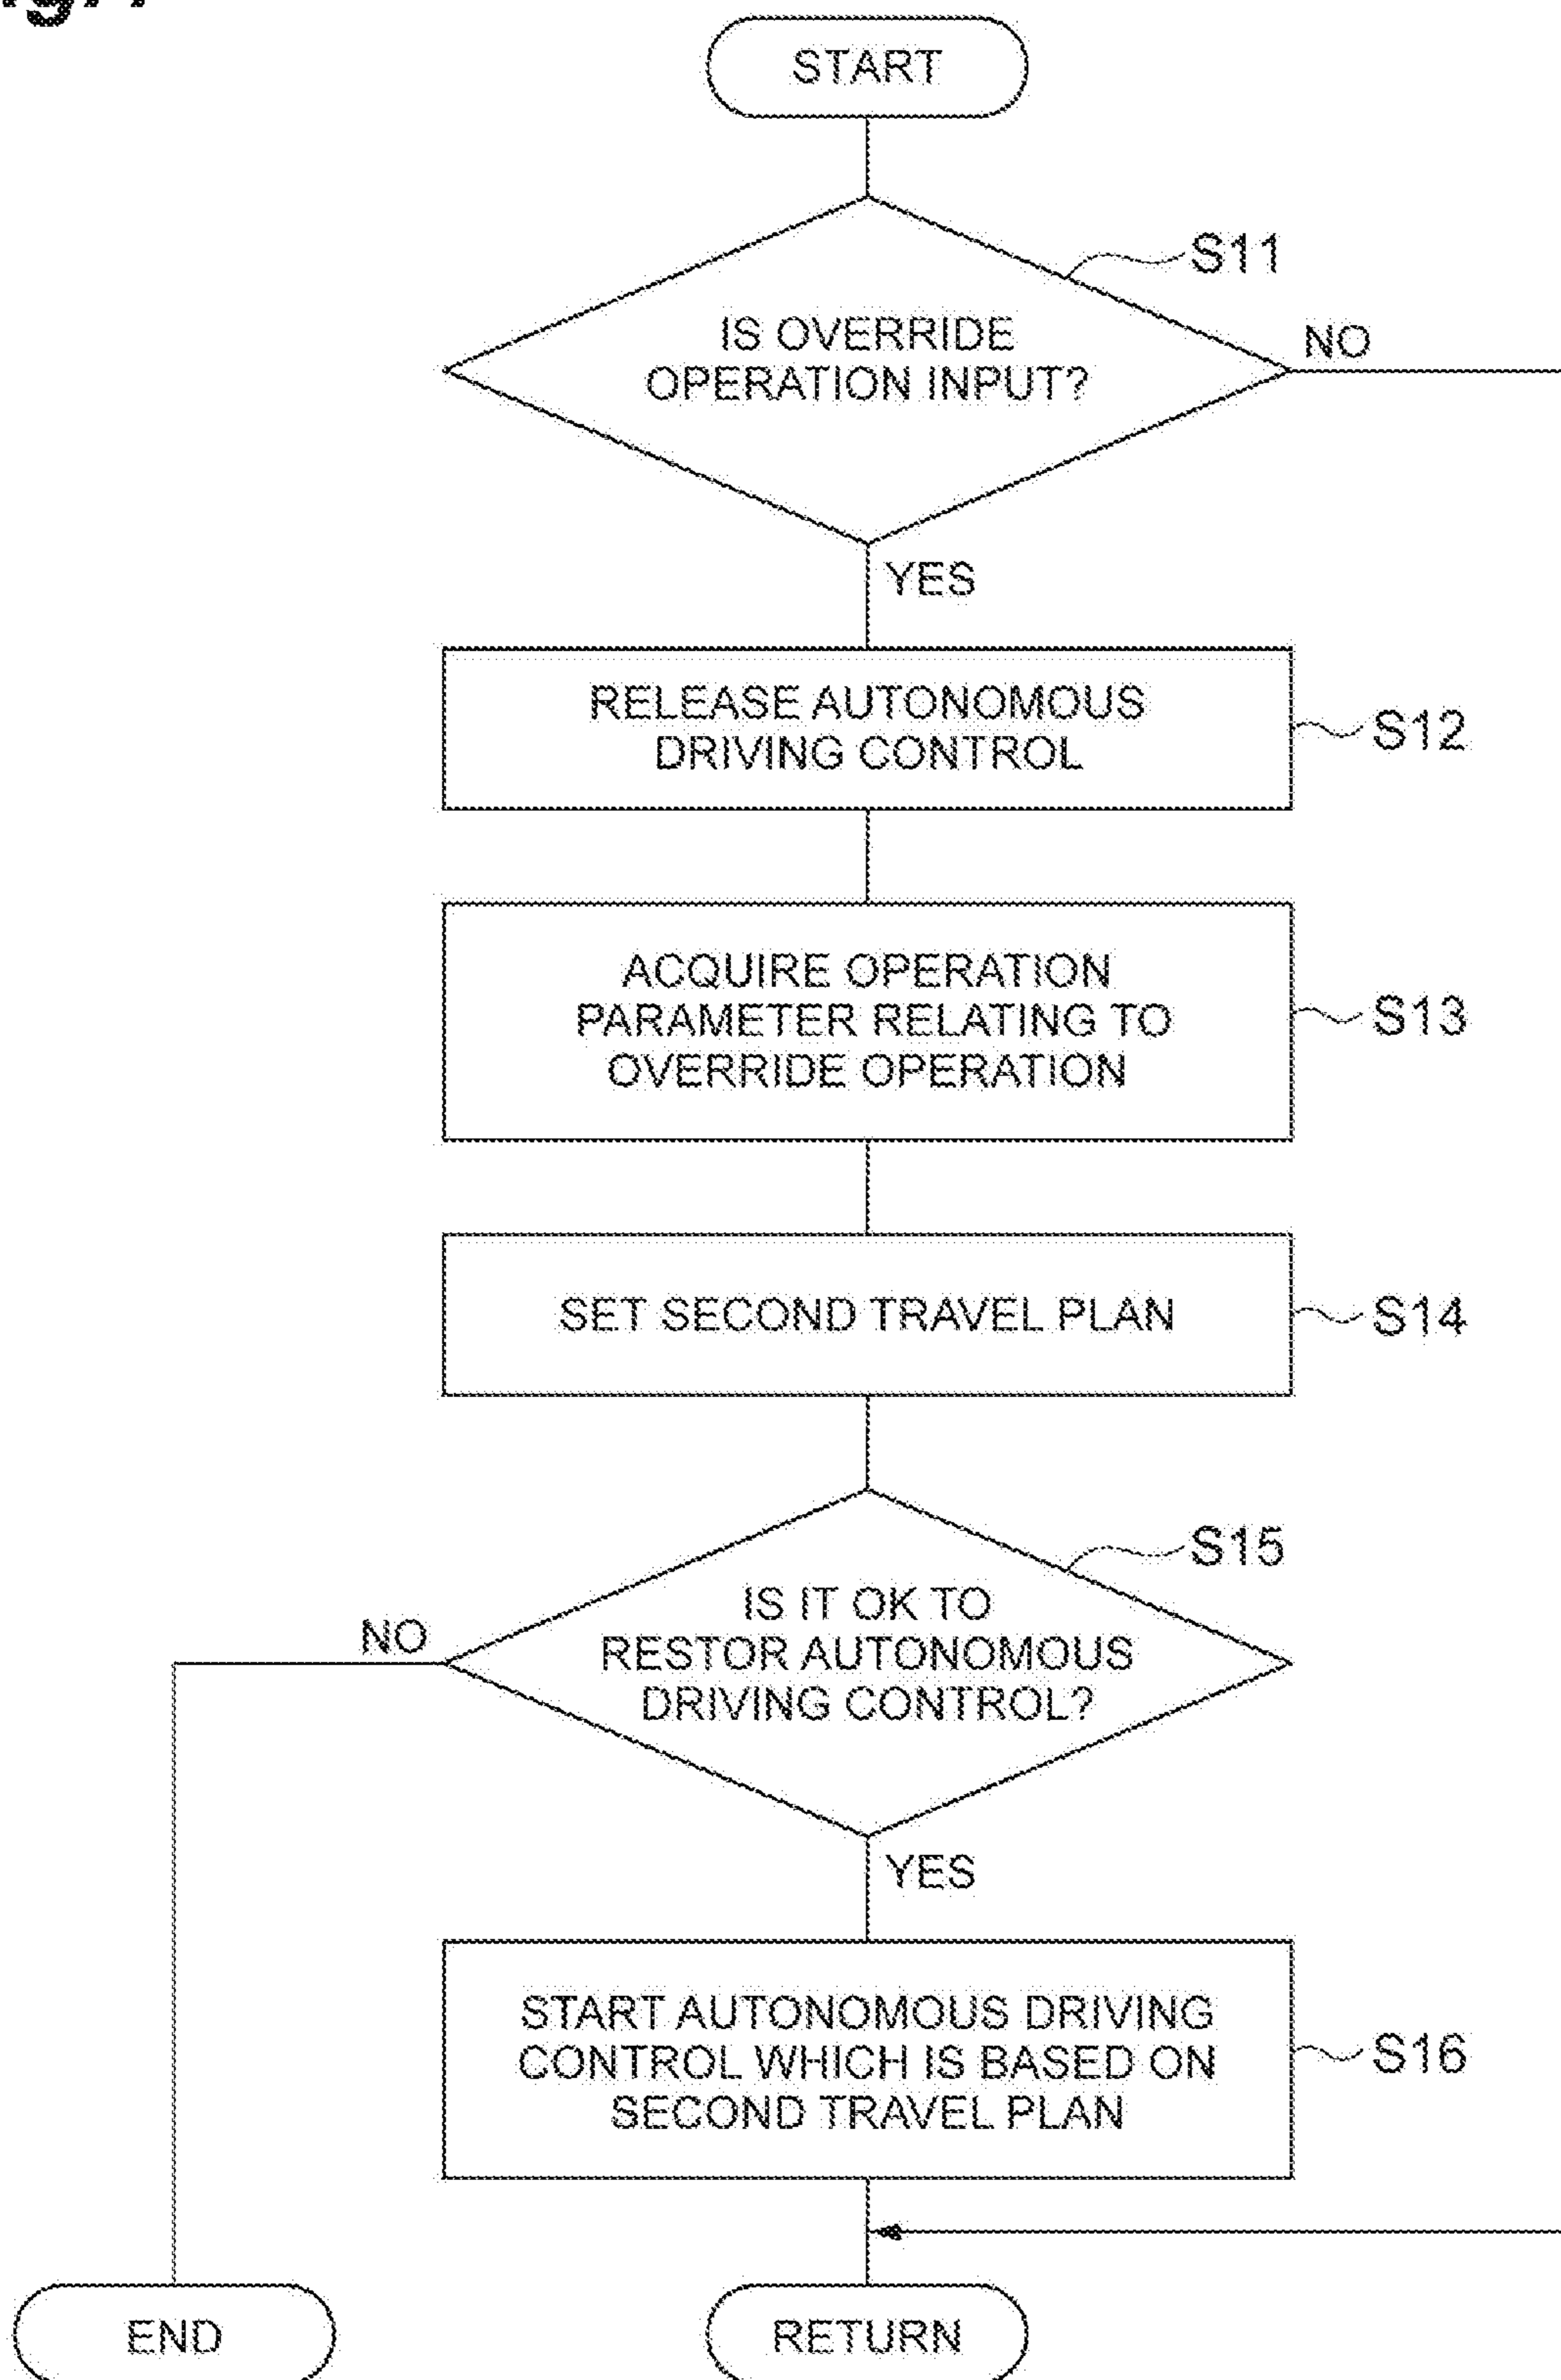 START
S11
IS OVERRIDE
OPERATION INPUT?
NO
YES
RELEASE AUTONOMOUS
DRIVING CONTROL
S12
ACQUIRE OPERATION
PARAMETER RELATING TO
OVERRIDE OPERATION
S13
SET SECOND TRAVEL PLAN
S14
S15
IS IT OK TO
RESTOR AUTONOMOUS
DRIVING CONTROL?
NO
YES
START AUTONOMOUS DRIVING
CONTROL WHICH IS BASED ON
SECOND TRAVEL PLAN
S16
END
RETURN